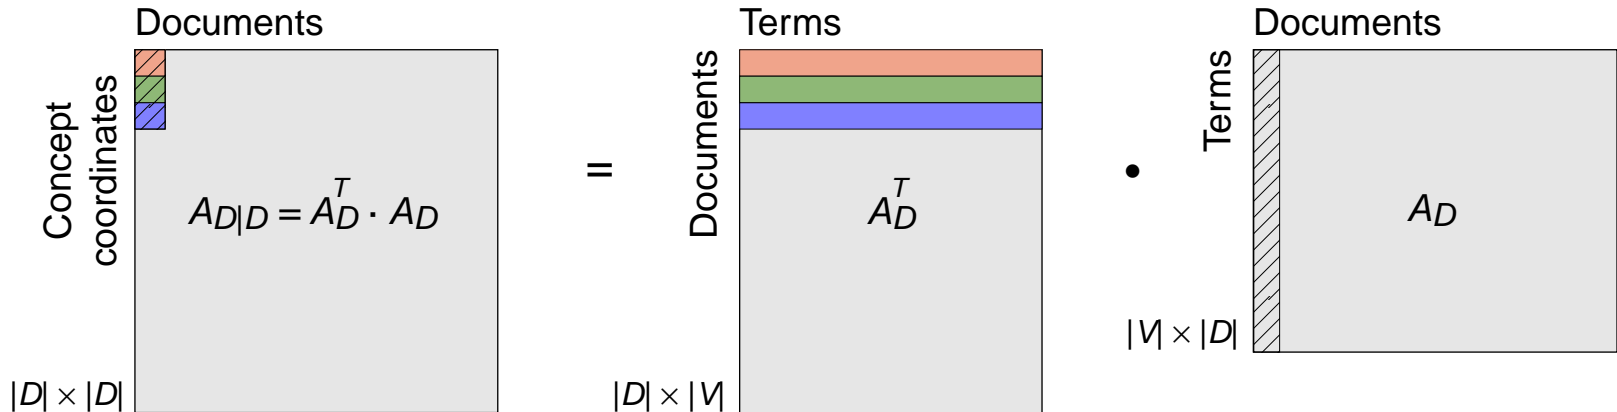 Documents
Concept
coordinates
A_{D|D} = A_D^T · A_D
|D| × |D|
=
Terms
Documents
A_D^T
|D| × |V|
•
Documents
Terms
A_D
|V| × |D|